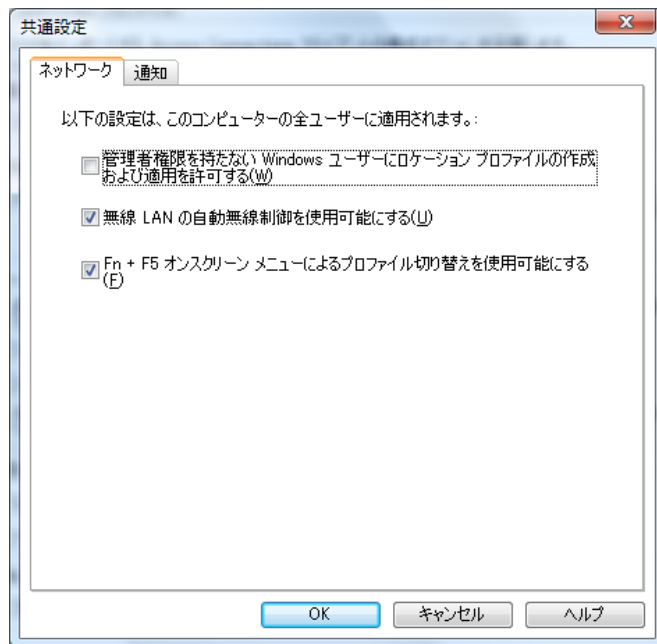 共通設定
ネットワーク
通知
以下の設定は、このコンピューターの全ユーザーに適用されます。:
管理者権限を持たない Windows ユーザーにロケーション プロファイルの作成
および適用を許可する(W)
無線 LAN の自動無線制御を使用可能にする(U)
Fn + F5 オンスクリーン メニューによるプロファイル切り替えを使用可能にする
(F)
OK
キャンセル
ヘルプ